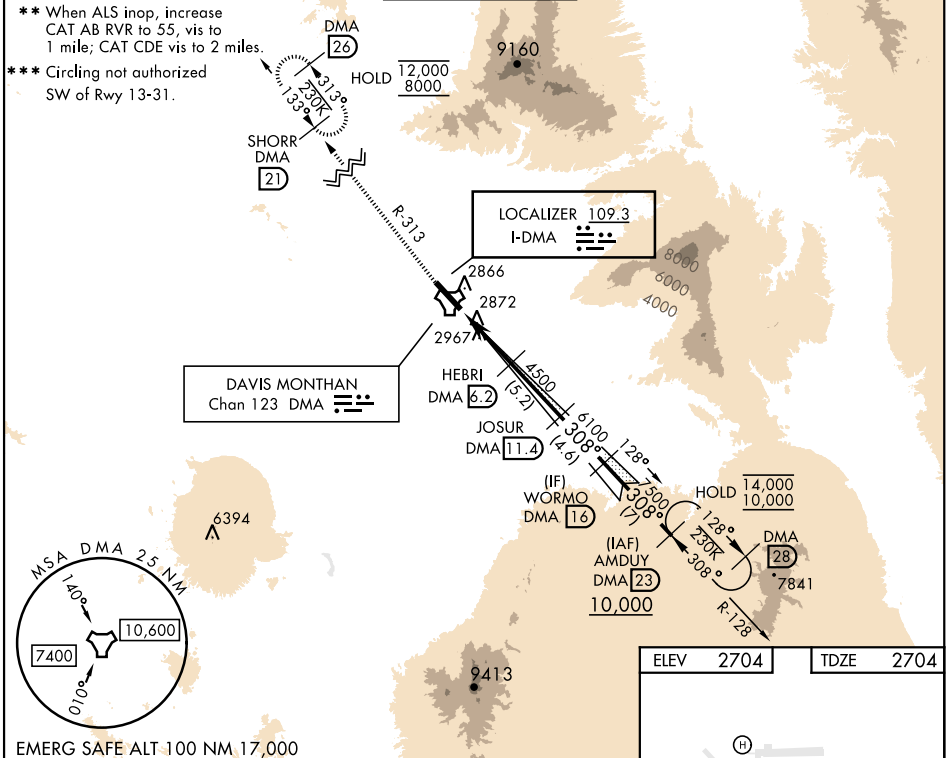 ** When ALS inop, increase
CAT AB RVR to 55, vis to
1 mile; CAT CDE vis to 2 miles.
*** Circling not authorized
SW of Rwy 13-31.
DMA
26
HOLD 12,000
8000
9160
313°
230K
133°
SHORR
DMA
21
R-313
LOCALIZER 109.3
I-DMA
8000
6000
4000
2866
2872
2967
DAVIS MONTHAN
Chan 123 DMA
HEBRI
DMA 6.2
4500
(5.2)
JOSUR
DMA 11.4
6100
308°
(4.6)
128°
(IF)
WORMO
DMA 16
7500
308°
(7)
HOLD 14,000
10,000
128°
230K
308°
DMA
28
7841
(IAF)
AMDUY
DMA 23
10,000
R-128
6394
MSA DMA 25 NM
140°
10,600
7400
010°
9413
EMERG SAFE ALT 100 NM 17,000
ELEV 2704
TDZE 2704
H